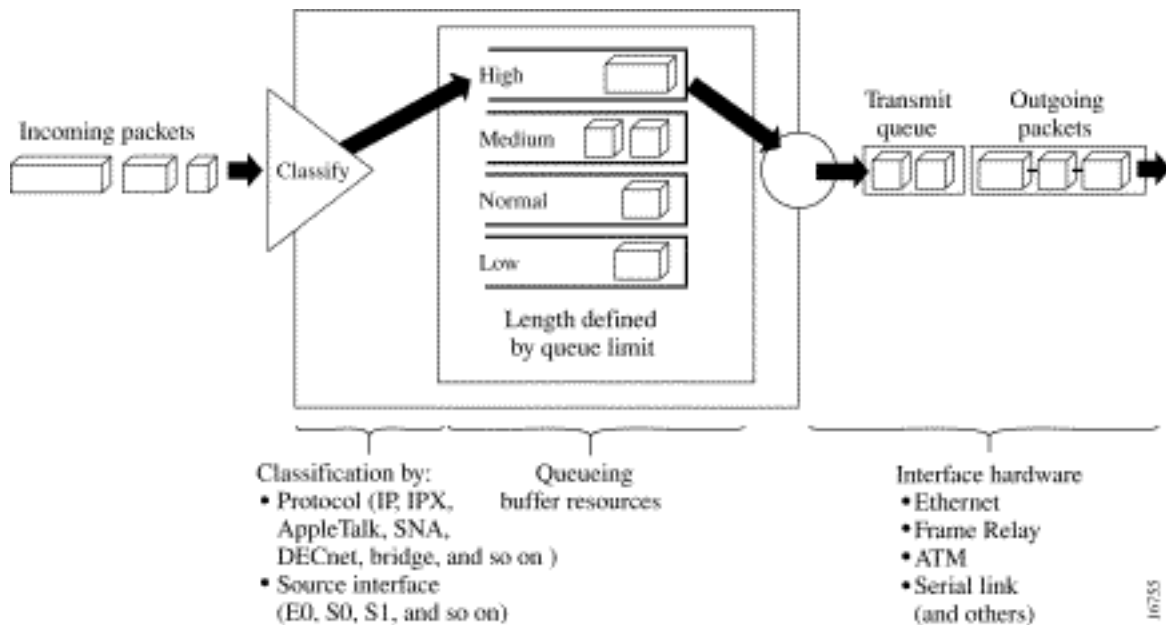 Incoming packets
Classify
High
Medium
Normal
Low
Length defined
by queue limit
Transmit
queue
Outgoing
packets
Classification by:
• Protocol (IP, IPX,
AppleTalk, SNA,
DECnet, bridge, and so on )
• Source interface
(E0, S0, S1, and so on)
Queueing
buffer resources
Interface hardware
• Ethernet
• Frame Relay
• ATM
• Serial link
(and others)
16755